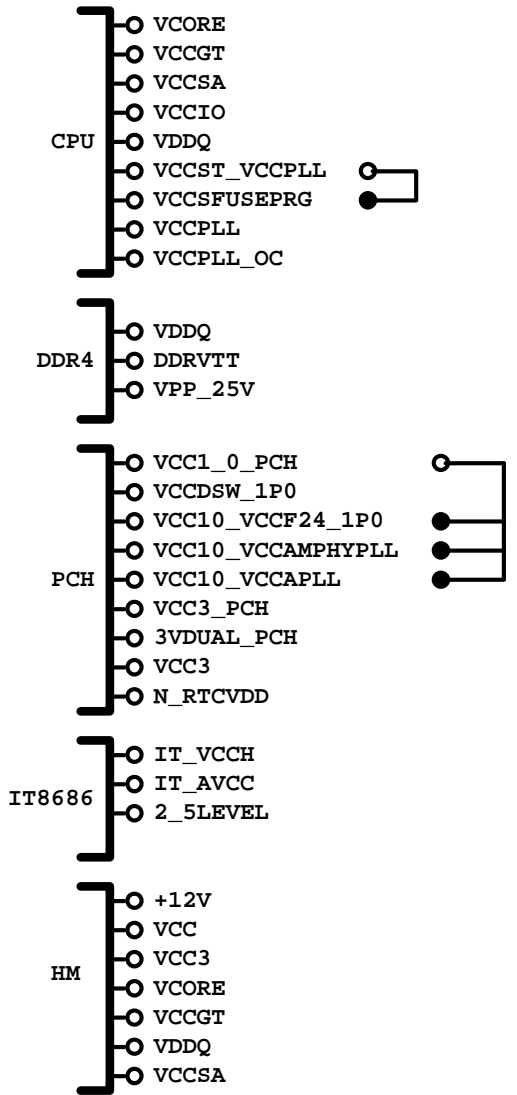 VCORE
VCCGT
VCCSA
VCCIO
CPU
VDDQ
VCCST_VCCPLL
VCCSFUSEPRG
VCCPLL
VCCPLL_OC
VDDQ
DDR4
DDRVTT
VPP_25V
VCC1_0_PCH
VCCDSW_1P0
VCC10_VCCF24_1P0
VCC10_VCCAMPHYPLL
PCH
VCC10_VCCAPLL
VCC3_PCH
3VDUAL_PCH
VCC3
N_RTCVDD
IT_VCCH
IT_AVCC
IT8686
2_5LEVEL
+12V
VCC
VCC3
HM
VCORE
VCCGT
VDDQ
VCCSA